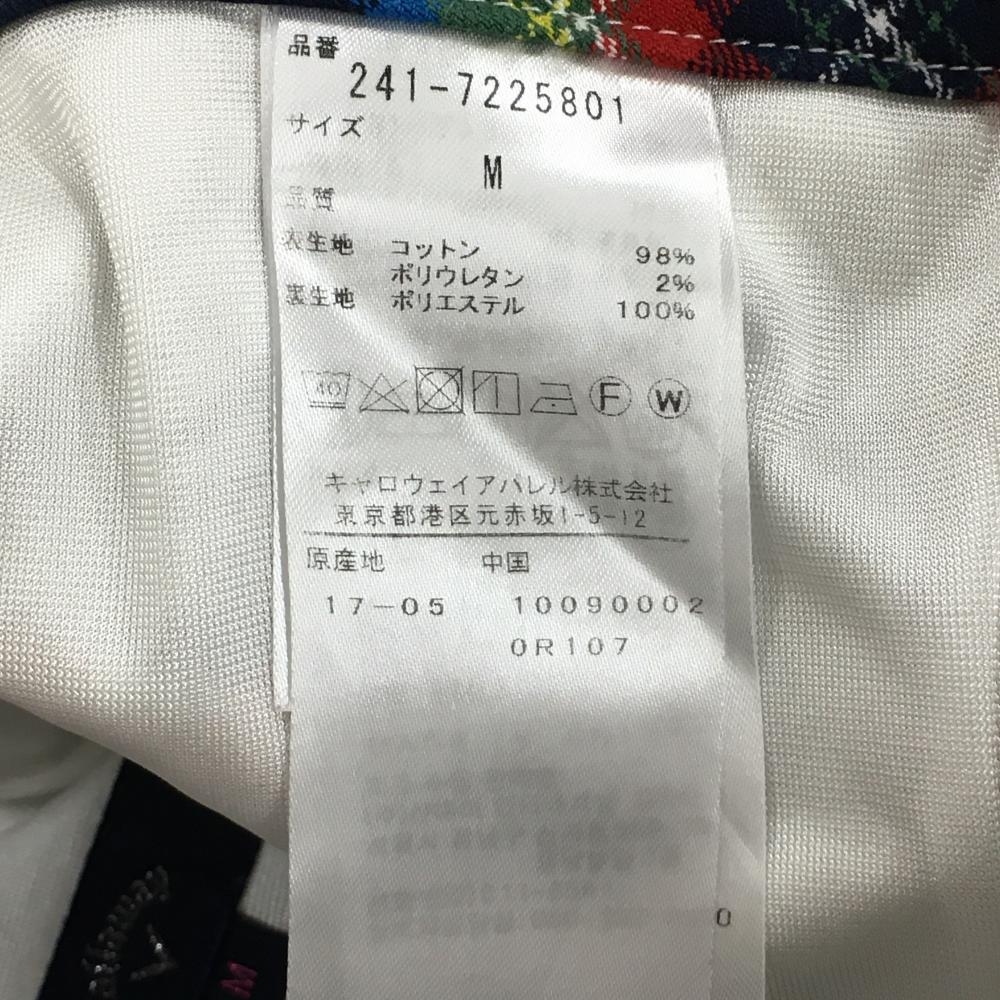 品番
241-7225801
サイズ
M
品質
表生地 コットン 98%
ポリウレタン 2%
裏生地 ポリエステル 100%
40 F W
キャロウェイアパレル株式会社
東京都港区元赤坂1-5-12
原産地 中国
17-05 10090002
0R107
0
Callaway
M